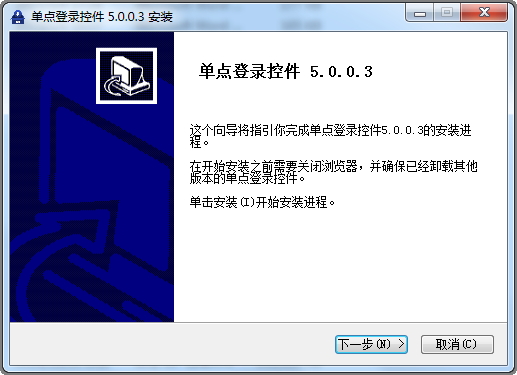 单点登录控件 5.0.0.3 安装
单点登录控件 5.0.0.3
这个向导将指引你完成单点登录控件5.0.0.3的安装进
程。
在开始安装之前需要关闭浏览器，并确保已经卸载其他
版本的单点登录控件。
单击安装(I)开始安装进程。
下一步(N) >
取消(C)